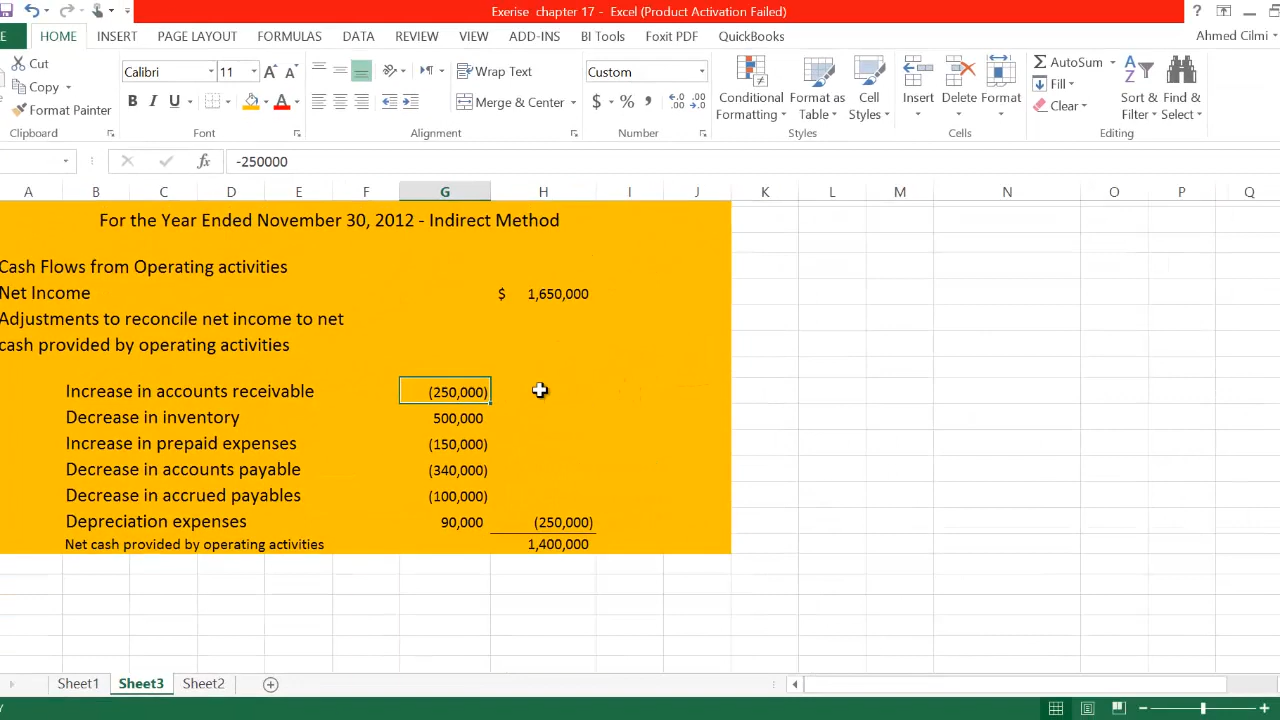 Exerise chapter 17 - Excel (Product Activation Failed)
HOME INSERT PAGE LAYOUT FORMULAS DATA REVIEW VIEW ADD-INS BI Tools Foxit PDF QuickBooks Ahmed Cilmi
Cut
Copy
Format Painter
Clipboard
Calibri 11
B I U
Font
Wrap Text
Merge & Center
Alignment
Custom
$ %
Number
Conditional Formatting
Format as Table
Cell Styles
Styles
Insert Delete Format
Cells
AutoSum
Fill
Clear
Sort & Filter
Find & Select
Editing
fx -250000
A B C D E F G H I J K L M N O P Q
For the Year Ended November 30, 2012 - Indirect Method
Cash Flows from Operating activities
Net Income $ 1,650,000
Adjustments to reconcile net income to net
cash provided by operating activities
Increase in accounts receivable (250,000)
Decrease in inventory 500,000
Increase in prepaid expenses (150,000)
Decrease in accounts payable (340,000)
Decrease in accrued payables (100,000)
Depreciation expenses 90,000 (250,000)
Net cash provided by operating activities 1,400,000
Sheet1 Sheet3 Sheet2